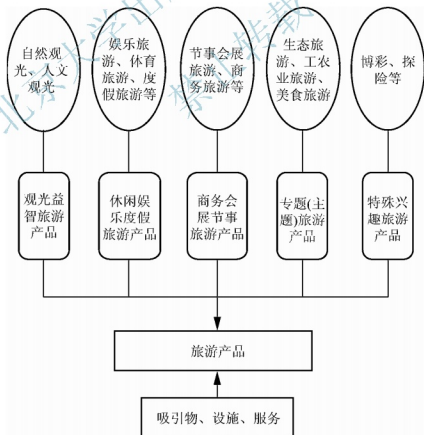 自然观
光、人文
观光
娱乐旅
游、休育
旅游、度
假旅游等
节事会展
旅游、商
务旅游等
生态旅
游、工农
业旅游、
美食旅游
博彩、探
险等
观光益
智旅游
产品
休闲娱
乐度假
旅游产品
商务会
展节事
旅游产品
专题(主
题)旅游
产品
特殊兴
趣旅游
产品
旅游产品
吸引物、设施、服务